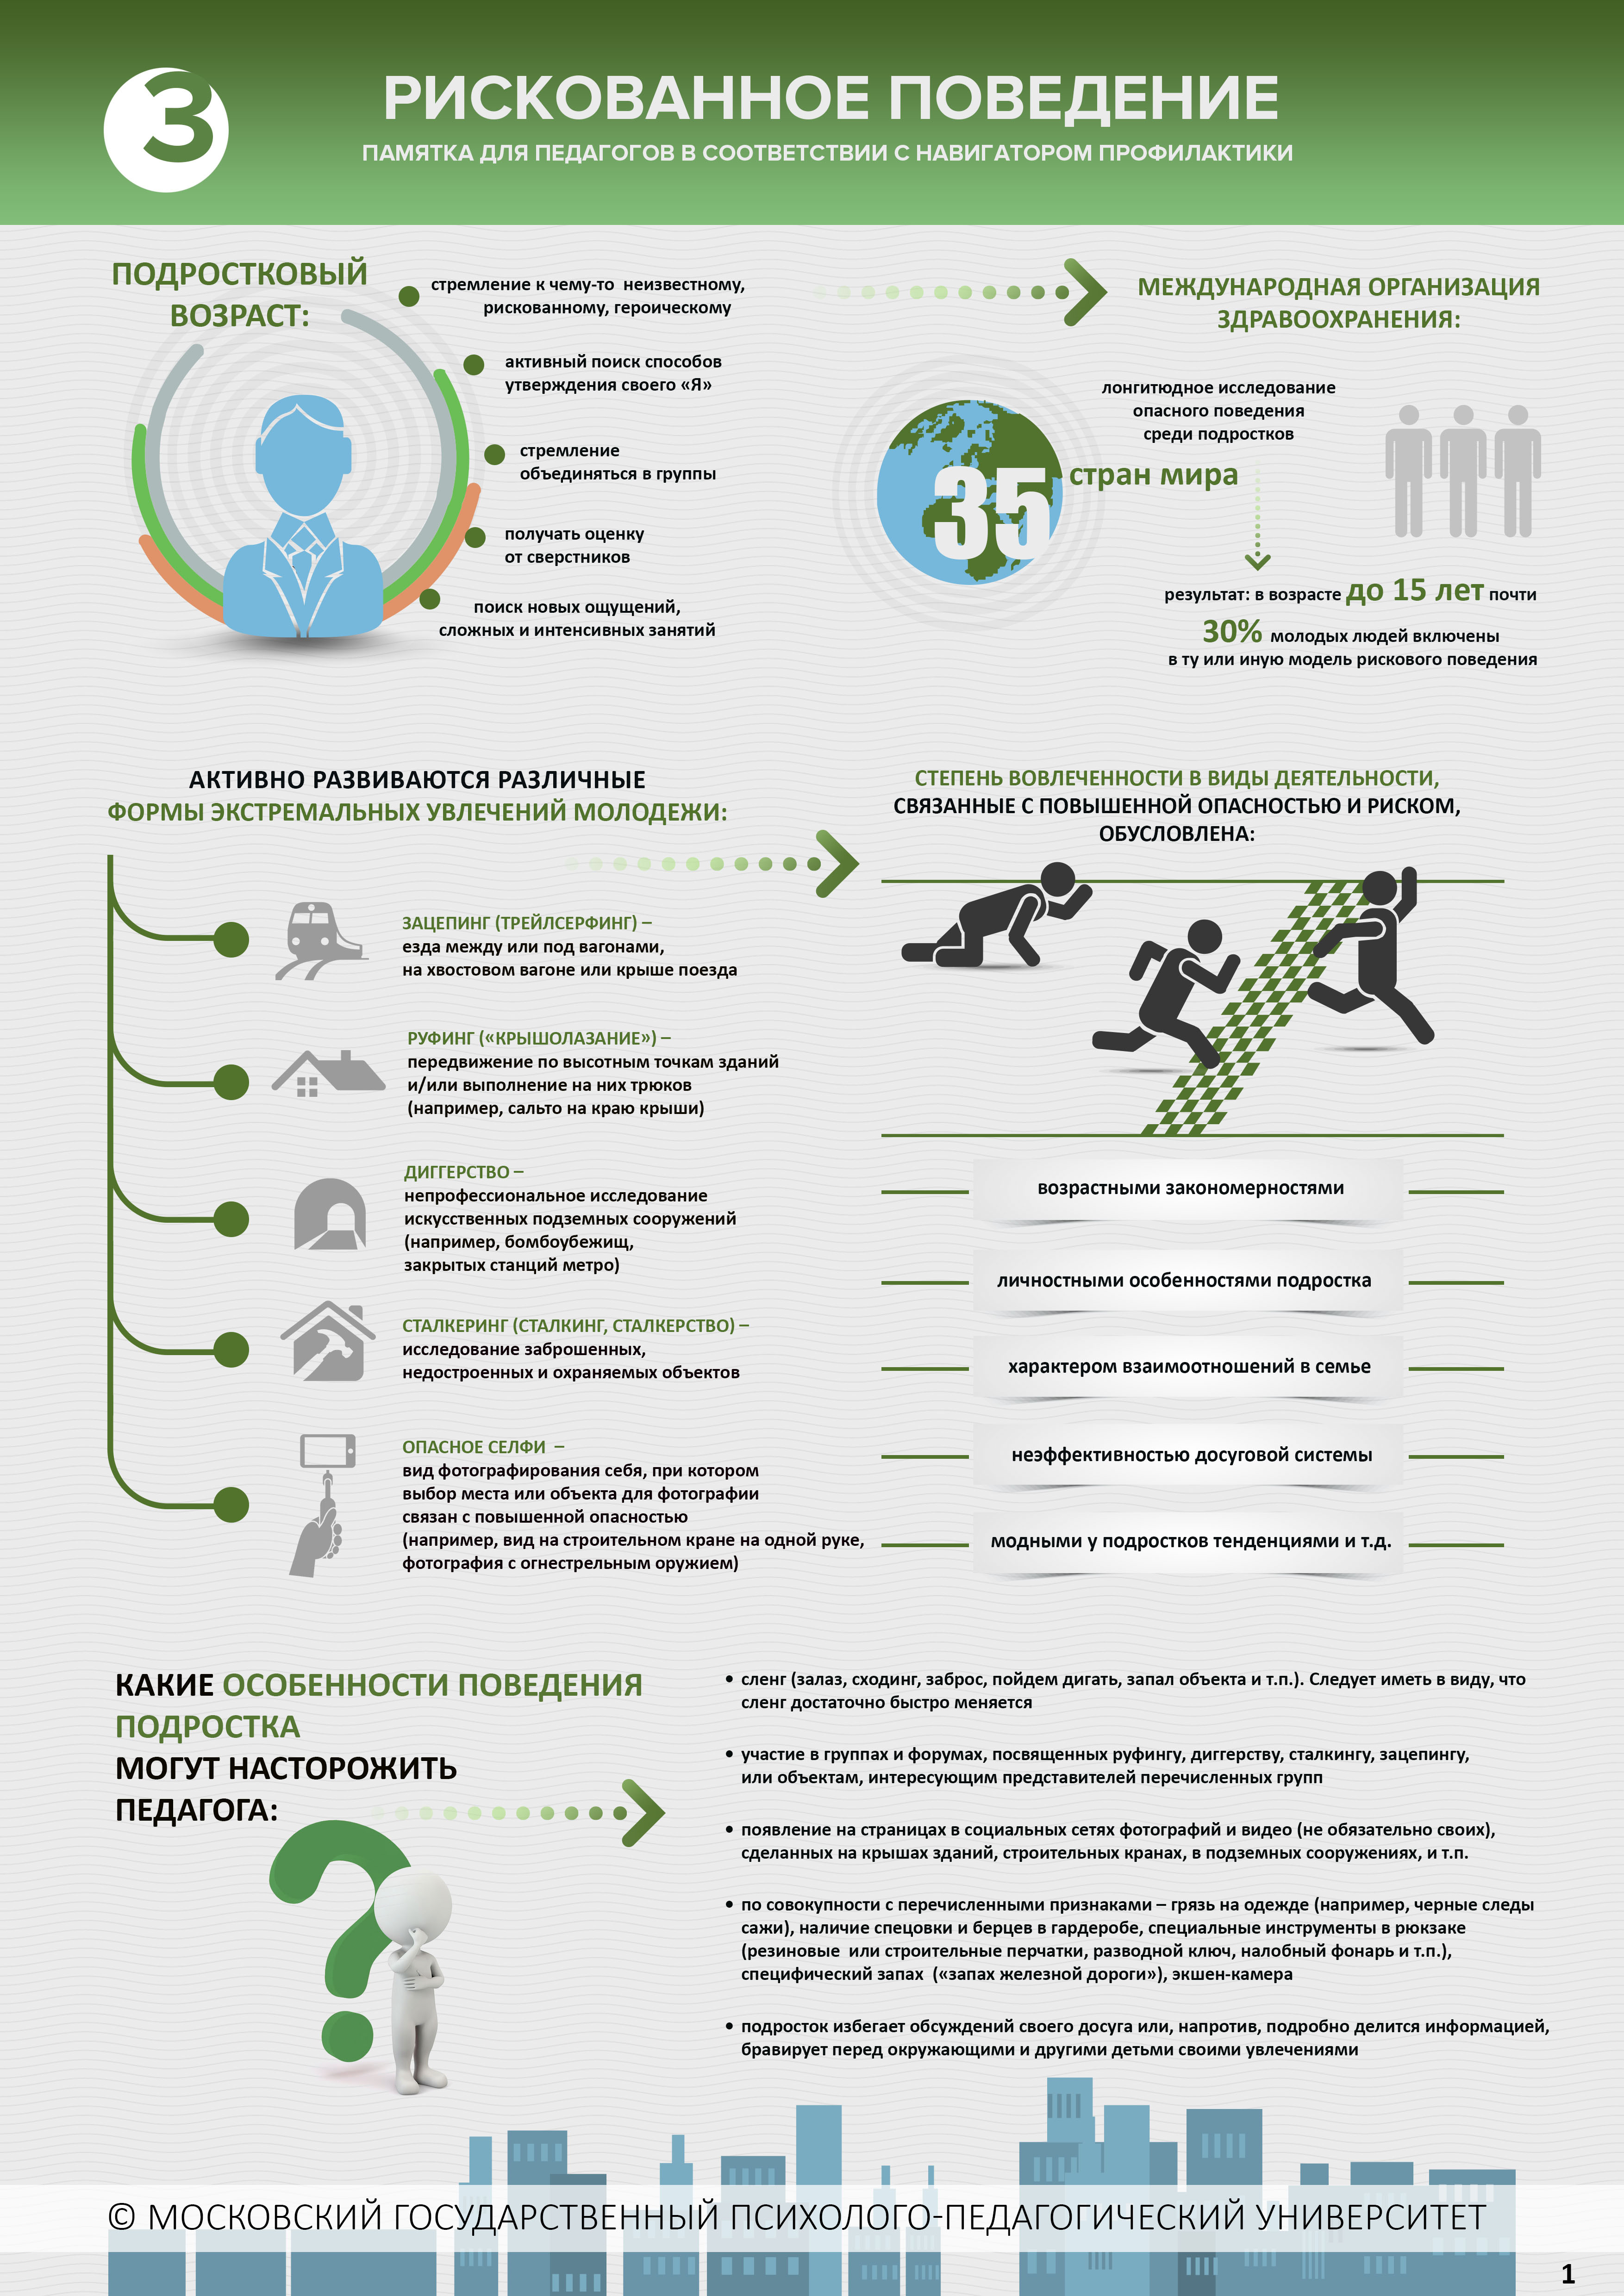 3
РИСКОВАННОЕ ПОВЕДЕНИЕ
ПАМЯТКА ДЛЯ ПЕДАГОГОВ В СООТВЕТСТВИИ С НАВИГАТОРОМ ПРОФИЛАКТИКИ
ПОДРОСТКОВЫЙ
ВОЗРАСТ:
стремление к чему-то неизвестному,
рискованному, героическому
активный поиск способов
утверждения своего «Я»
стремление
объединяться в группы
получать оценку
от сверстников
поиск новых ощущений,
сложных и интенсивных занятий
МЕЖДУНАРОДНАЯ ОРГАНИЗАЦИЯ
ЗДРАВООХРАНЕНИЯ:
лонгитюдное исследование
опасного поведения
среди подростков
35 стран мира
результат: в возрасте до 15 лет почти
30% молодых людей включены
в ту или иную модель рискового поведения
АКТИВНО РАЗВИВАЮТСЯ РАЗЛИЧНЫЕ
ФОРМЫ ЭКСТРЕМАЛЬНЫХ УВЛЕЧЕНИЙ МОЛОДЕЖИ:
ЗАЦЕПИНГ (ТРЕЙЛСЕРФИНГ) –
езда между или под вагонами,
на хвостовом вагоне или крыше поезда
РУФИНГ («КРЫШОЛАЗАНИЕ») –
передвижение по высотным точкам зданий
и/или выполнение на них трюков
(например, сальто на краю крыши)
ДИГГЕРСТВО –
непрофессиональное исследование
искусственных подземных сооружений
(например, бомбоубежищ,
закрытых станций метро)
СТАЛКЕРИНГ (СТАЛКИНГ, СТАЛКЕРСТВО) –
исследование заброшенных,
недостроенных и охраняемых объектов
ОПАСНОЕ СЕЛФИ –
вид фотографирования себя, при котором
выбор места или объекта для фотографии
связан с повышенной опасностью
(например, вид на строительном кране на одной руке,
фотография с огнестрельным оружием)
СТЕПЕНЬ ВОВЛЕЧЕННОСТИ В ВИДЫ ДЕЯТЕЛЬНОСТИ,
СВЯЗАННЫЕ С ПОВЫШЕННОЙ ОПАСНОСТЬЮ И РИСКОМ,
ОБУСЛОВЛЕНА:
возрастными закономерностями
личностными особенностями подростка
характером взаимоотношений в семье
неэффективностью досуговой системы
модными у подростков тенденциями и т.д.
КАКИЕ ОСОБЕННОСТИ ПОВЕДЕНИЯ
ПОДРОСТКА
МОГУТ НАСТОРОЖИТЬ
ПЕДАГОГА:
• сленг (залаз, сходинг, заброс, пойдем дигать, запал объекта и т.п.). Следует иметь в виду, что
сленг достаточно быстро меняется
• участие в группах и форумах, посвященных руфингу, диггерству, сталкингу, зацепингу,
или объектам, интересующим представителей перечисленных групп
• появление на страницах в социальных сетях фотографий и видео (не обязательно своих),
сделанных на крышах зданий, строительных кранах, в подземных сооружениях, и т.п.
• по совокупности с перечисленными признаками – грязь на одежде (например, черные следы
сажи), наличие спецовки и берцев в гардеробе, специальные инструменты в рюкзаке
(резиновые или строительные перчатки, разводной ключ, налобный фонарь и т.п.),
специфический запах («запах железной дороги»), экшен-камера
• подросток избегает обсуждений своего досуга или, напротив, подробно делится информацией,
бравирует перед окружающими и другими детьми своими увлечениями
© МОСКОВСКИЙ ГОСУДАРСТВЕННЫЙ ПСИХОЛОГО-ПЕДАГОГИЧЕСКИЙ УНИВЕРСИТЕТ
1